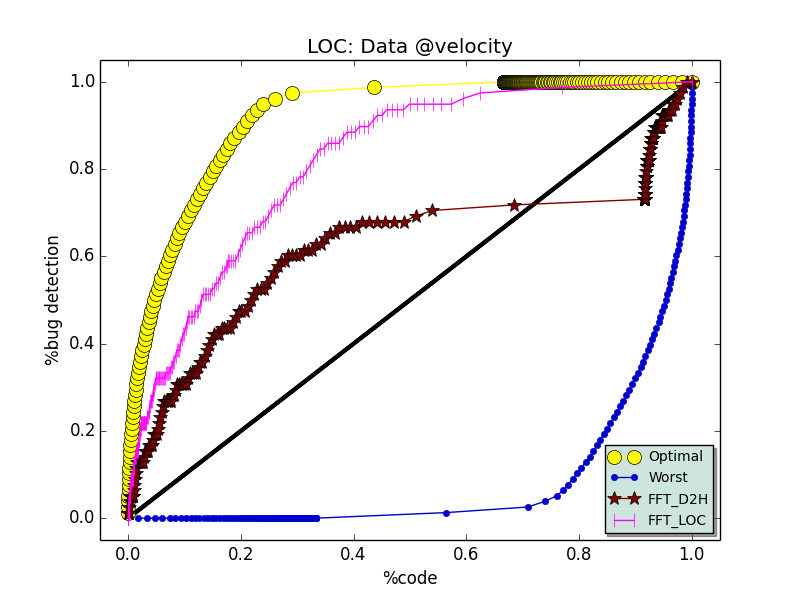 LOC: Data @velocity
1.0
0.8
0.6
0.4
0.2
0.0
%bug detection
0.0 0.2 0.4 0.6 0.8 1.0
%code
Optimal
Worst
FFT_D2H
FFT_LOC